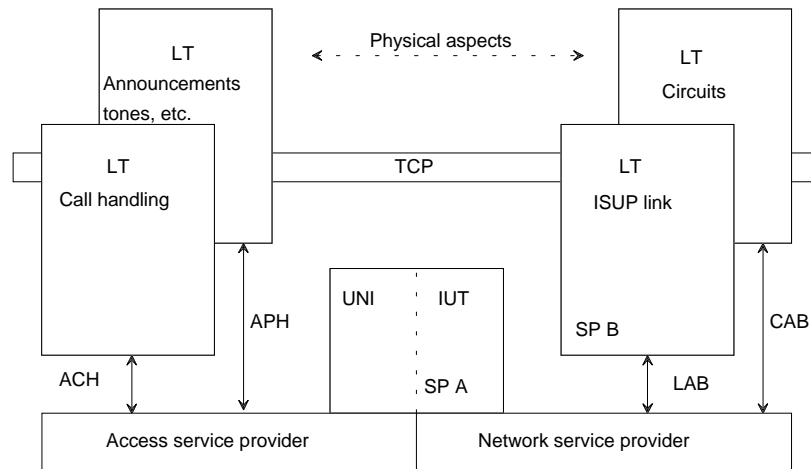 LT
Announcements
tones, etc.
Physical aspects
LT
Circuits
LT
Call handling
TCP
LT
ISUP link
UNI
IUT
SP A
SP B
APH
CAB
ACH
LAB
Access service provider
Network service provider